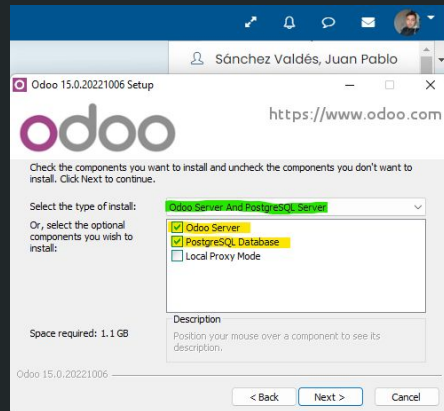 Sánchez Valdés, Juan Pablo
Odoo 15.0.20221006 Setup
odoo
https://www.odoo.com
Check the components you want to install and uncheck the components you don't want to
install. Click Next to continue.
Select the type of install:
Odoo Server And PostgreSQL Server
Or, select the optional
components you wish to
install:
Odoo Server
PostgreSQL Database
Local Proxy Mode
Space required: 1.1 GB
Description
Position your mouse over a component to see its
description.
Odoo 15.0.20221006
< Back
Next >
Cancel